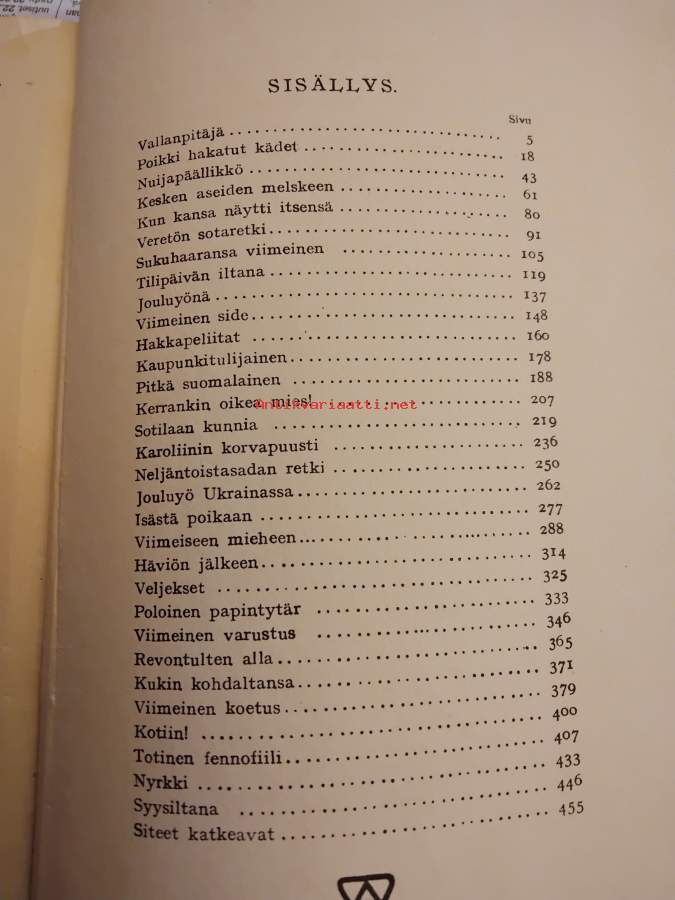 uutiset 22
SISÄLLYS.
Sivu
Vallanpitäjä .......... 5
Poikki hakatut kädet .......... 18
Nuijapäällikkö .......... 43
Kesken aseiden melskeen .......... 61
Kun kansa näytti itsensä .......... 80
Veretön sotaretki .......... 91
Sukuhaaransa viimeinen .......... 105
Tilipäivän iltana .......... 119
Jouluyönä .......... 137
Viimeinen side .......... 148
Hakkapeliitat .......... 160
Kaupunkitulijainen .......... 178
Pitkä suomalainen .......... 188
Kerrankin oikea mies! .......... 207
Antikvariaatti.net
Sotilaan kunnia .......... 219
Karoliinin korvapuusti .......... 236
Neljäntoistasadan retki .......... 250
Jouluyö Ukrainassa .......... 262
Isästä poikaan .......... 277
Viimeiseen mieheen .......... 288
Häviön jälkeen .......... 314
Veljekset .......... 325
Poloinen papintytär .......... 333
Viimeinen varustus .......... 346
Revontulten alla .......... 365
Kukin kohdaltansa .......... 371
Viimeinen koetus .......... 379
Kotiin! .......... 400
Totinen fennofiili .......... 407
Nyrkki .......... 433
Syysiltana .......... 446
Siteet katkeavat .......... 455